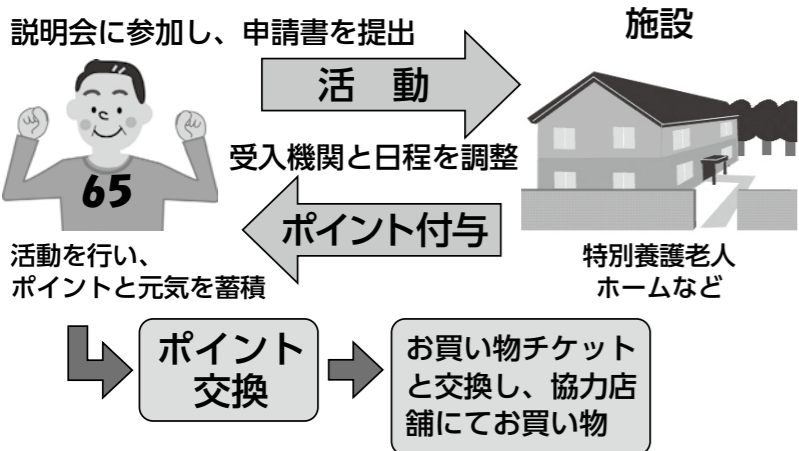 説明会に参加し、申請書を提出
施設
活　動
65
受入機関と日程を調整
ポイント付与
活動を行い、
ポイントと元気を蓄積
特別養護老人
ホームなど
ポイント
交換
お買い物チケット
と交換し、協力店
舗にてお買い物